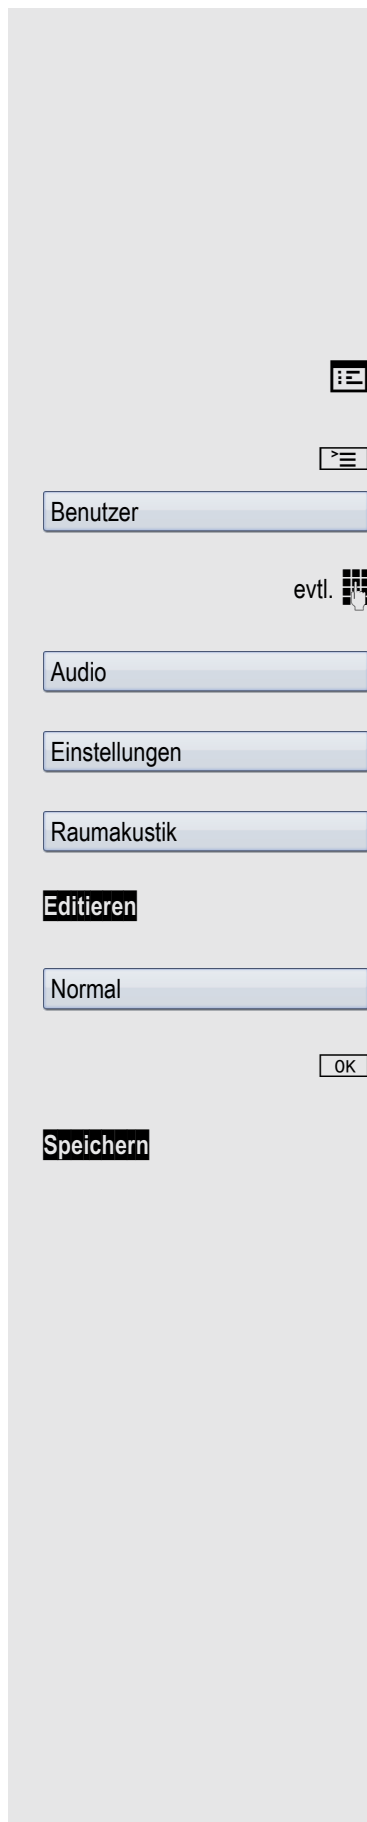 Benutzer
evtl.
Audio
Einstellungen
Raumakustik
Editieren
Normal
OK
Speichern